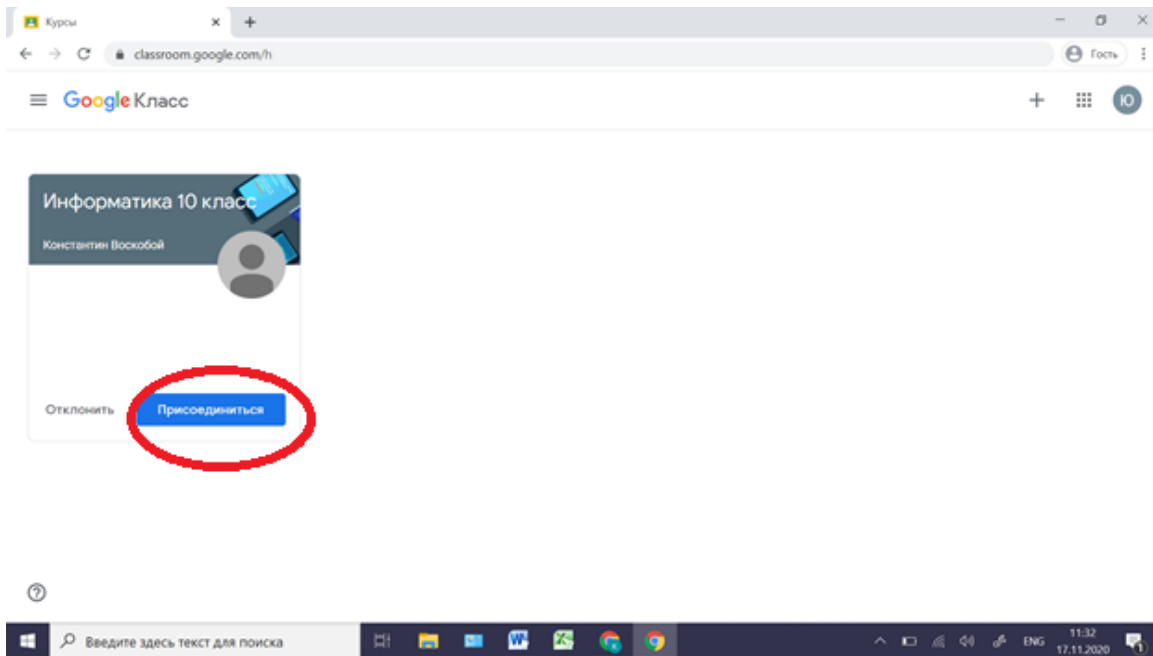 Курсы
classroom.google.com/h
Гость
Google Класс
Ю
Информатика 10 класс
Константин Воскобой
Отклонить
Присоединиться
Введите здесь текст для поиска
ENG
11:32
17.11.2020
1